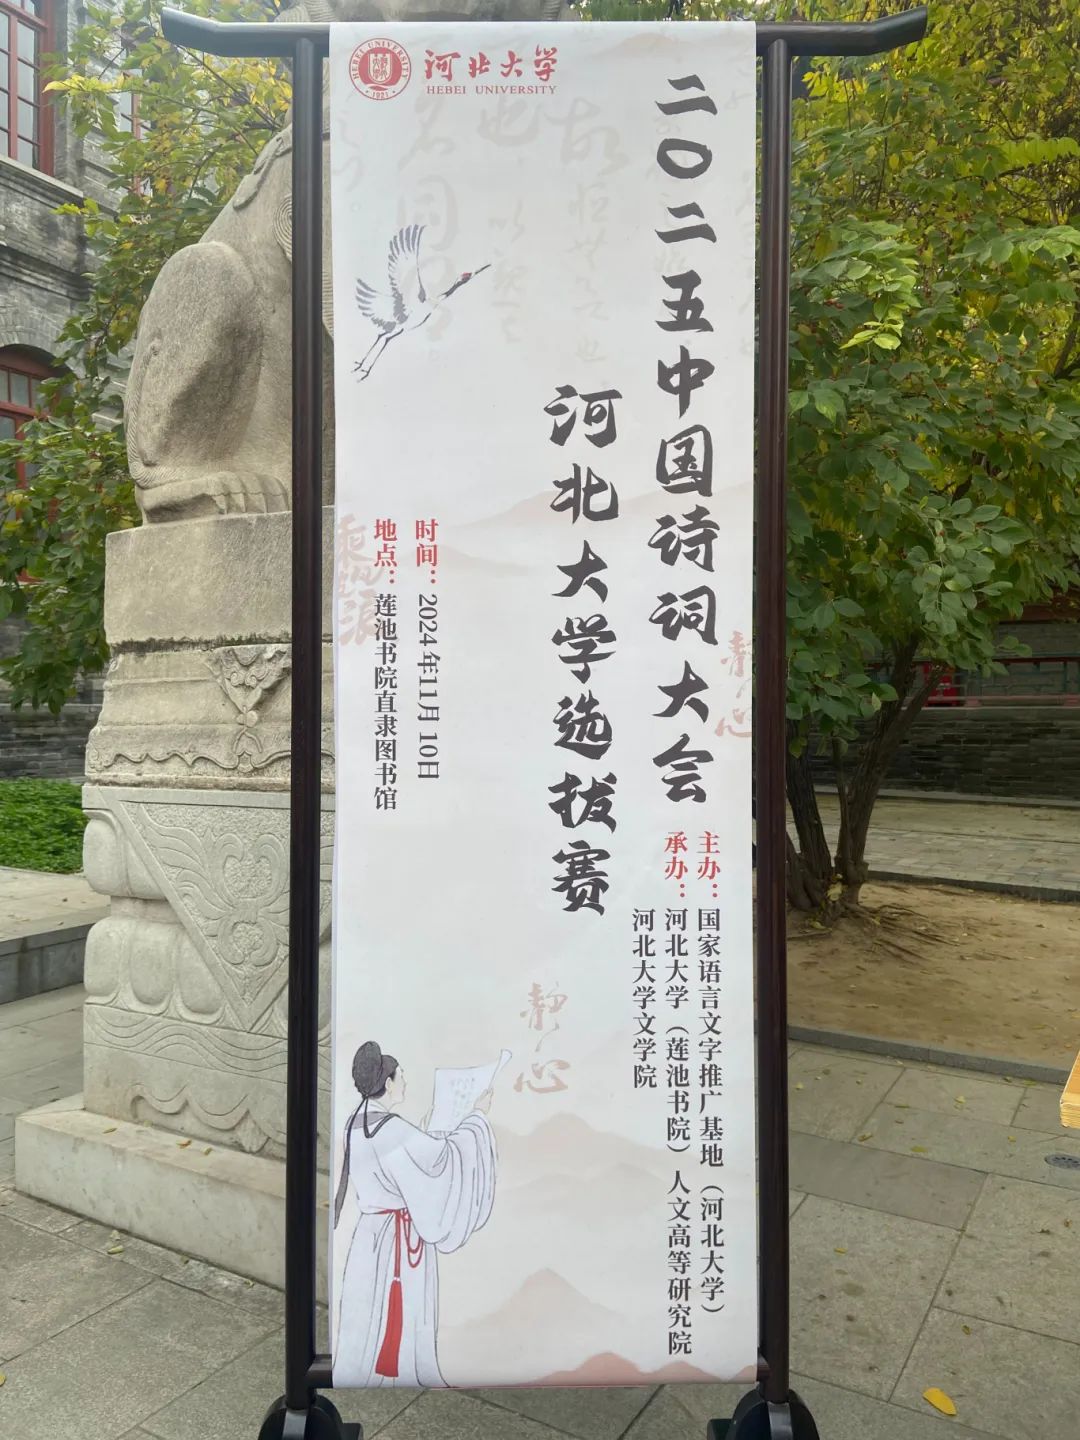 河北大学
HEBEI UNIVERSITY
HEBEI UNIVERSITY
1921
二〇二五中国诗词大会
河北大学选拔赛
主办：国家语言文字推广基地（河北大学）
承办：河北大学（莲池书院）人文高等研究院
河北大学文学院
时间：2024年11月10日
地点：莲池书院直隶图书馆
静心
静心